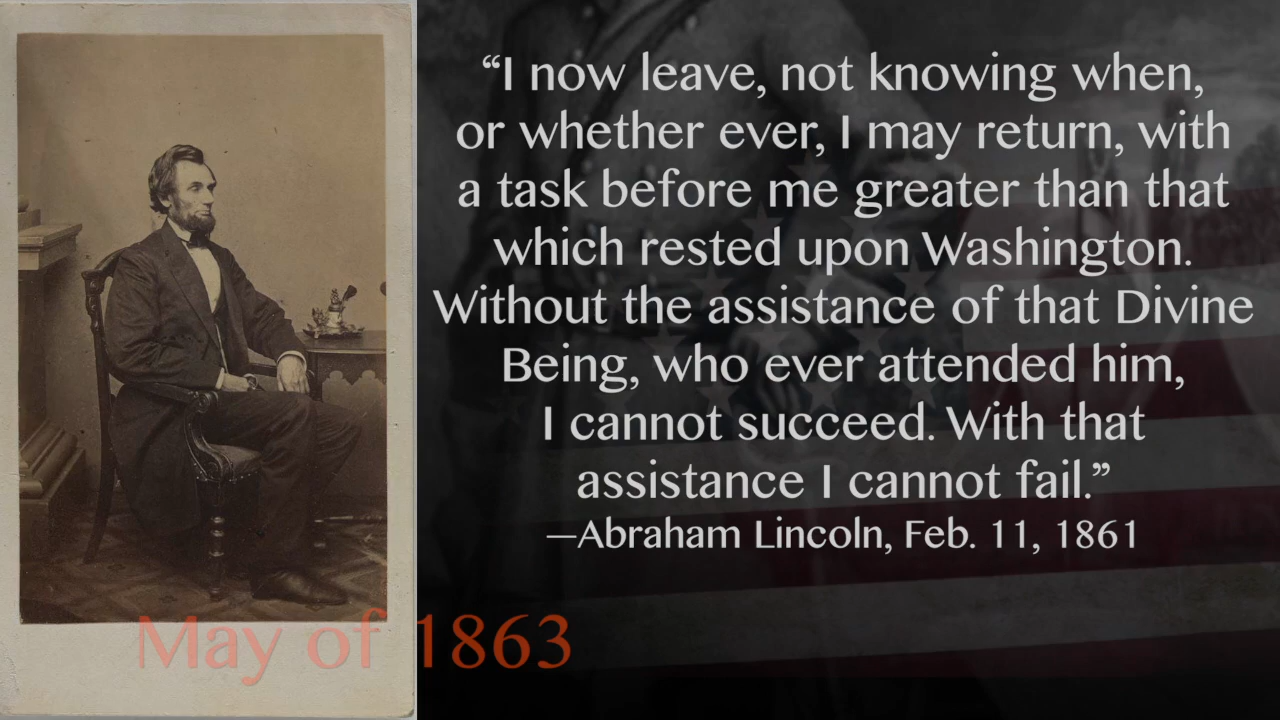 “I now leave, not knowing when,
or whether ever, I may return, with
a task before me greater than that
which rested upon Washington.
Without the assistance of that Divine
Being, who ever attended him,
I cannot succeed. With that
assistance I cannot fail.”
—Abraham Lincoln, Feb. 11, 1861
May of 1863